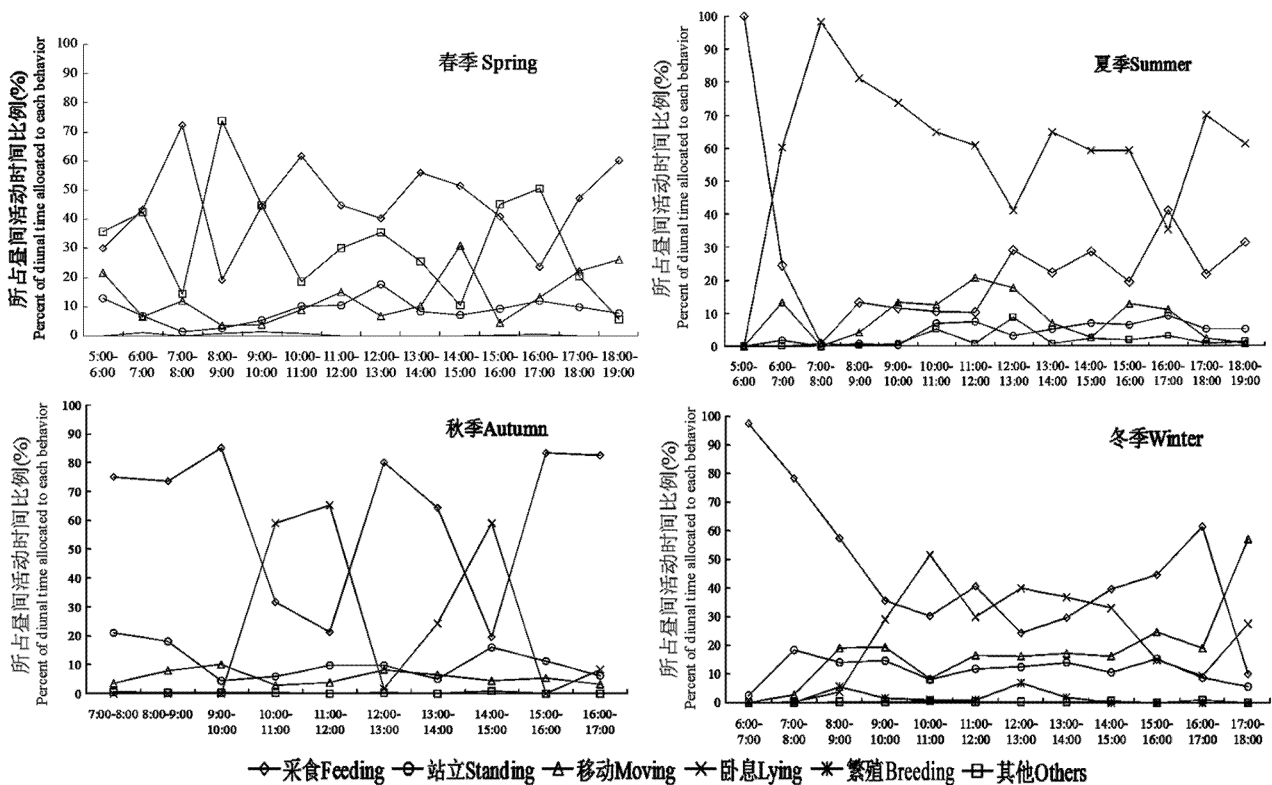 春季 Spring
所占昼间活动时间比例(%)
Percent of diunal time allocated to each behavior
100
90
80
70
60
50
40
30
20
10
0
5:00- 6:00- 7:00- 8:00- 9:00- 10:00- 11:00- 12:00- 13:00- 14:00- 15:00- 16:00- 17:00- 18:00-
6:00 7:00 8:00 9:00 10:00 11:00 12:00 13:00 14:00 15:00 16:00 17:00 18:00 19:00
夏季Summer
所占昼间活动时间比例(%)
Percent of diunal time allocated to each behavior
100
90
80
70
60
50
40
30
20
10
0
5:00- 6:00- 7:00- 8:00- 9:00- 10:00- 11:00- 12:00- 13:00- 14:00- 15:00- 16:00- 17:00- 18:00-
6:00 7:00 8:00 9:00 10:00 11:00 12:00 13:00 14:00 15:00 16:00 17:00 18:00 19:00
秋季Autumn
所占昼间活动时间比例(%)
Percent of diunal time allocated to each behavior
100
90
80
70
60
50
40
30
20
10
0
7:00-8:00 8:00-9:00 9:00- 10:00- 11:00- 12:00- 13:00- 14:00- 15:00- 16:00-
10:00 11:00 12:00 13:00 14:00 15:00 16:00 17:00
冬季Winter
所占昼间活动时间比例(%)
Percent of diunal time allocated to each behavior
100
90
80
70
60
50
40
30
20
10
0
6:00- 7:00- 8:00- 9:00- 10:00- 11:00- 12:00- 13:00- 14:00- 15:00- 16:00- 17:00-
7:00 8:00 9:00 10:00 11:00 12:00 13:00 14:00 15:00 16:00 17:00 18:00
采食Feeding 站立Standing 移动Moving 卧息Lying 繁殖Breeding 其他Others